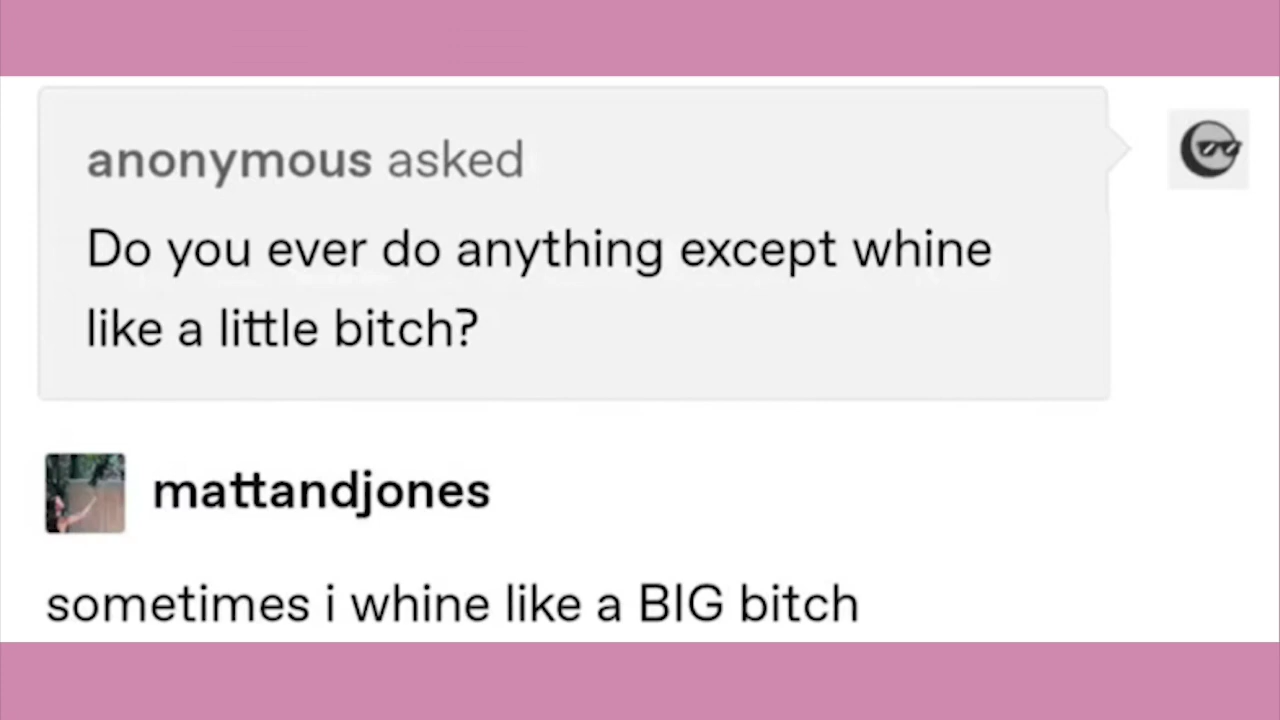 anonymous asked
Do you ever do anything except whine
like a little bitch?
mattandjones
sometimes i whine like a BIG bitch